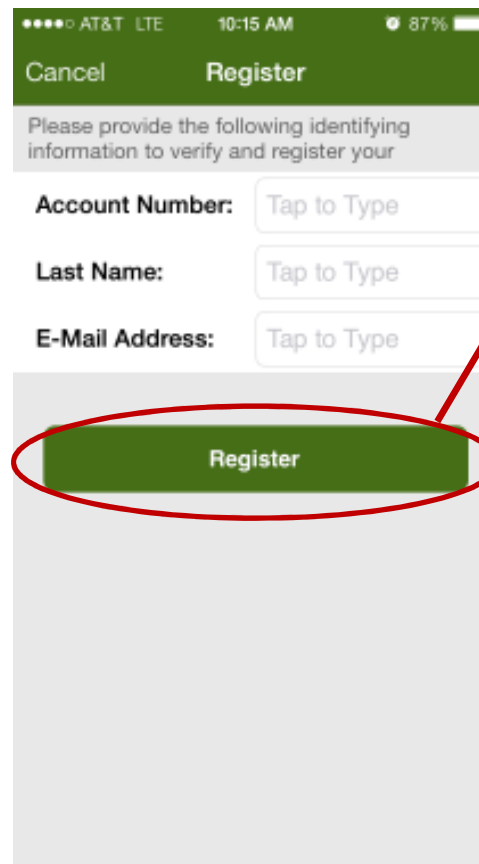 AT&T LTE 10:15 AM 87%
Cancel Register
Please provide the following identifying
information to verify and register your
Account Number: Tap to Type
Last Name: Tap to Type
E-Mail Address: Tap to Type
Register